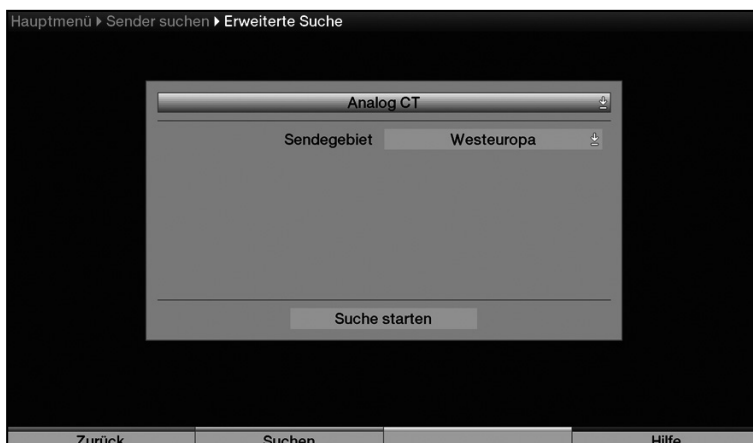 Hauptmenü ▸ Sender suchen ▸ Erweiterte Suche
Analog CT
Sendegebiet Westeuropa
Suche starten
Zurück Suchen Hilfe